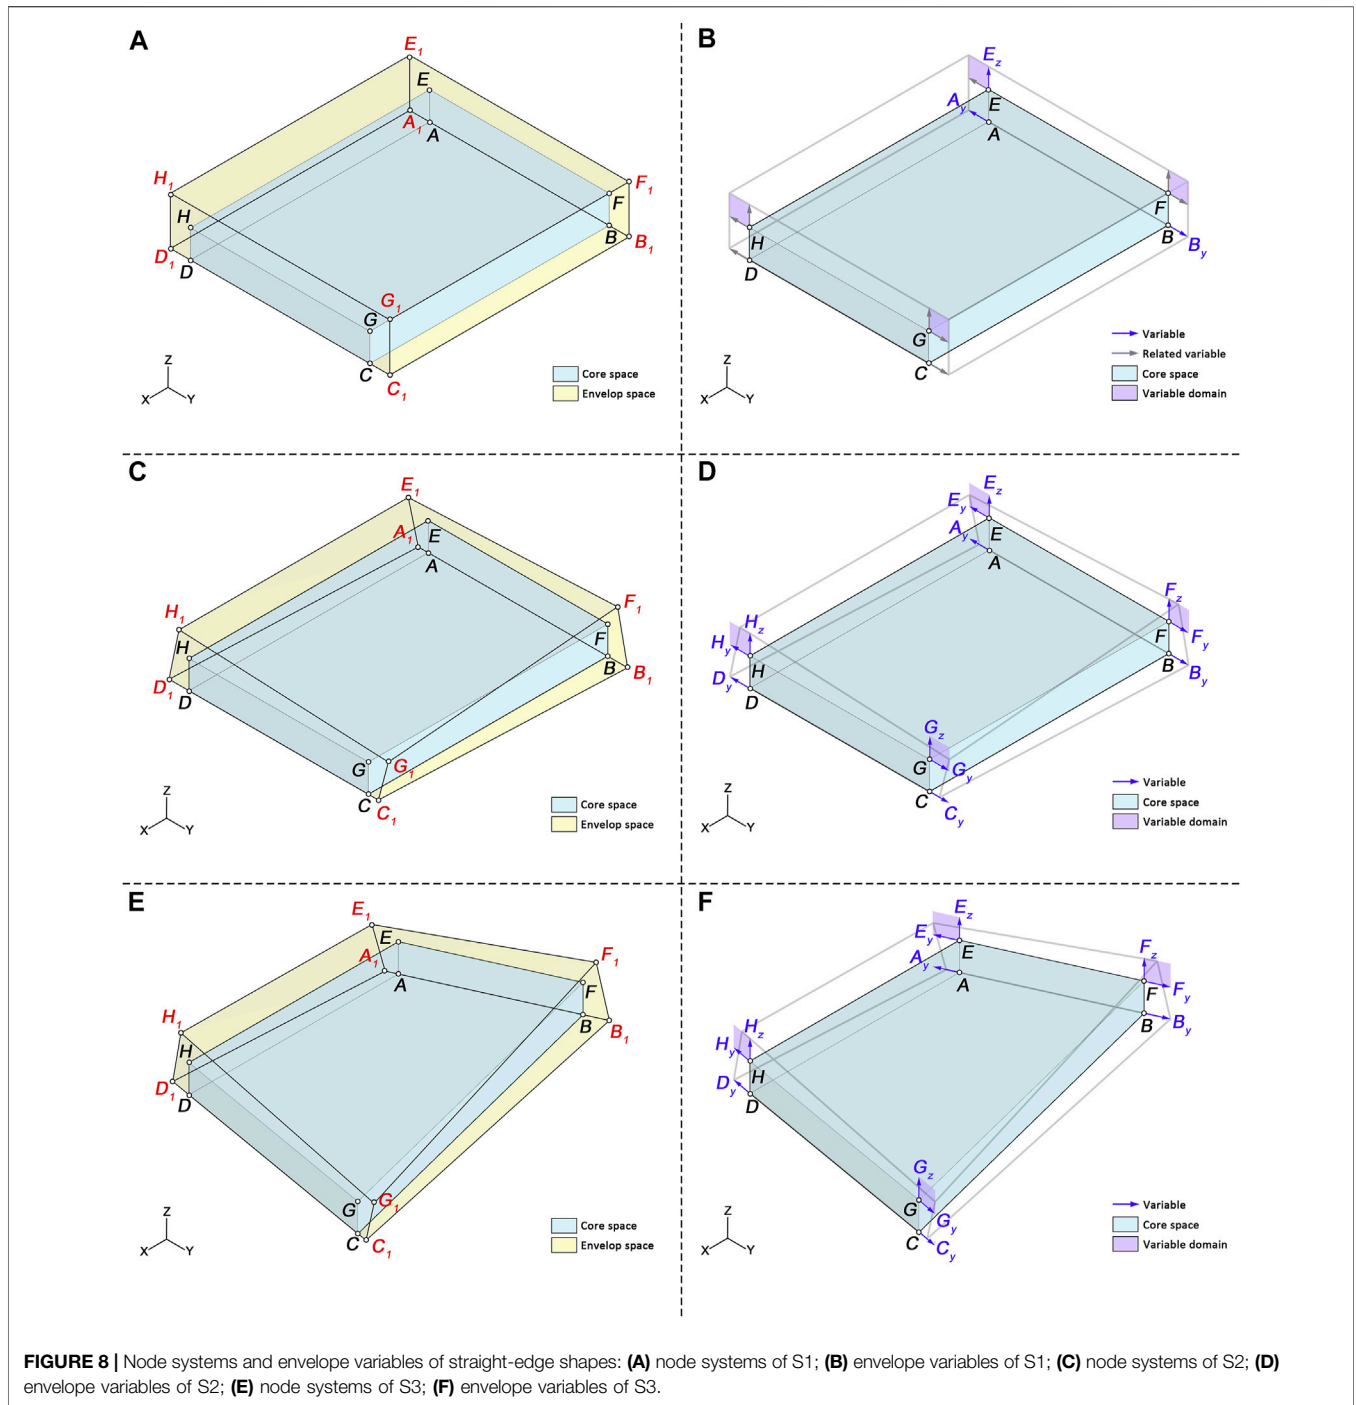 A
E1
E
A1
A
H1
H
F1
F
B
B1
D1
D
G1
G
C
C1
Z
X
Y
Core space
Envelop space
B
Ez
E
Ay
A
F
B
By
H
D
G
C
Z
X
Y
Variable
Related variable
Core space
Variable domain
C
E1
A1
E
A
H1
H
F1
F
B
B1
D1
D
G
G1
C
C1
Z
X
Y
Core space
Envelop space
D
Ez
Ey
E
Ay
A
Fz
F
Fy
B
By
Hz
Hy
H
Dy
D
Gz
G
Gy
C
Cy
Z
X
Y
Variable
Core space
Variable domain
E
E1
E
A1
A
F1
F
B
B1
H1
H
D1
D
G
G1
C
C1
Z
X
Y
Core space
Envelop space
F
Ez
Ey
E
Ay
A
Fz
F
Fy
B
By
Hz
Hy
H
Dy
D
Gz
G
Gy
C
Cy
Z
X
Y
Variable
Core space
Variable domain
FIGURE 8 | Node systems and envelope variables of straight-edge shapes: (A) node systems of S1; (B) envelope variables of S1; (C) node systems of S2; (D)
envelope variables of S2; (E) node systems of S3; (F) envelope variables of S3.